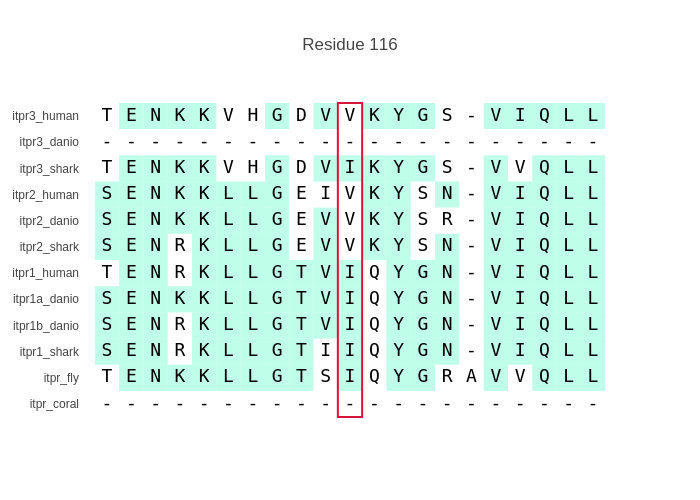 Residue 116
itpr3_human T E N K K V H G D V V K Y G S - V I Q L L
itpr3_danio - - - - - - - - - - - - - - - - - - - - -
itpr3_shark T E N K K V H G D V I K Y G S - V V Q L L
itpr2_human S E N K K L L G E I V K Y S N - V I Q L L
itpr2_danio S E N K K L L G E V V K Y S R - V I Q L L
itpr2_shark S E N R K L L G E V V K Y S N - V I Q L L
itpr1_human T E N R K L L G T V I Q Y G N - V I Q L L
itpr1a_danio S E N K K L L G T V I Q Y G N - V I Q L L
itpr1b_danio S E N R K L L G T V I Q Y G N - V I Q L L
itpr1_shark S E N R K L L G T I I Q Y G N - V I Q L L
itpr_fly T E N K K L L G T S I Q Y G R A V V Q L L
itpr_coral - - - - - - - - - - - - - - - - - - - - -